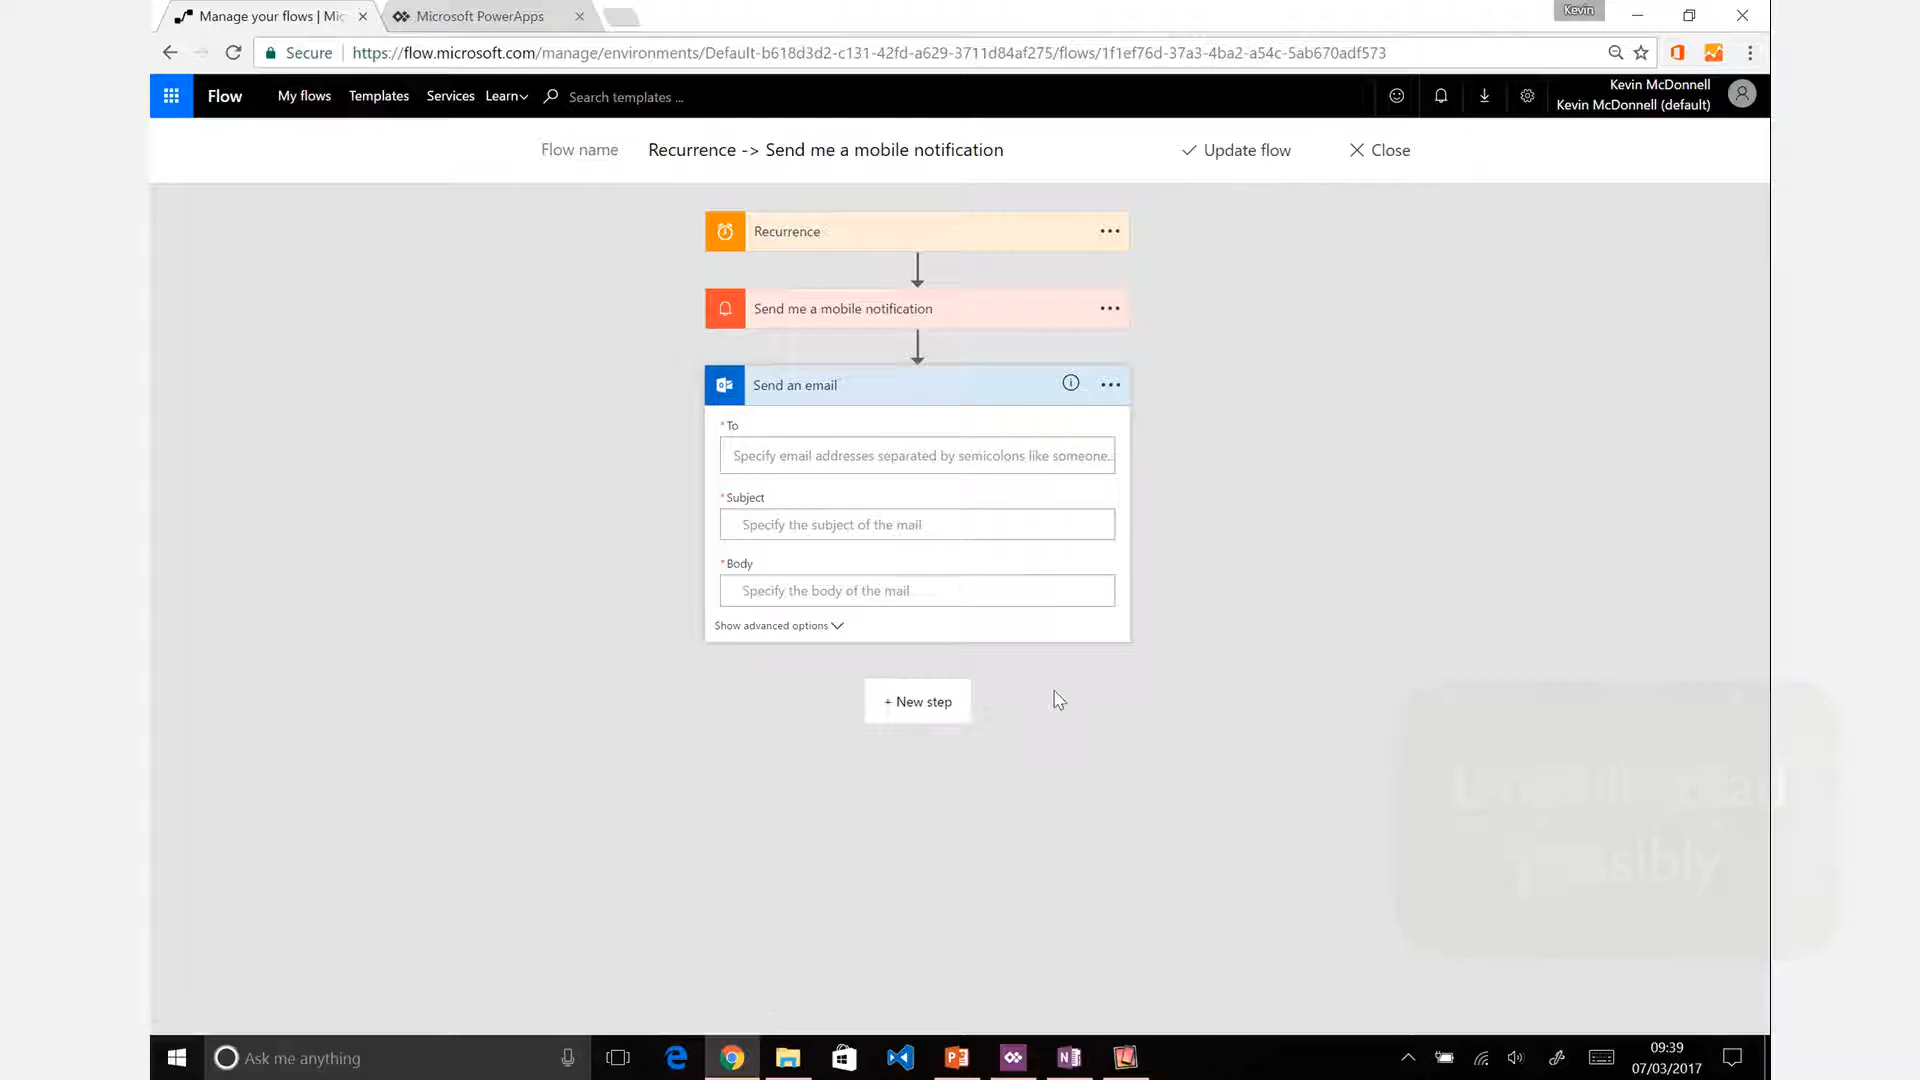 Manage your flows | Mic
Microsoft PowerApps
Kevin
Secure
https://flow.microsoft.com/manage/environments/Default-b618d3d2-c131-42fd-a629-3711d84af275/flows/1f1ef76d-37a3-4ba2-a54c-5ab670adf573
Flow
My flows
Templates
Services
Learn
Search templates ...
Kevin McDonnell
Kevin McDonnell (default)
Flow name
Recurrence -> Send me a mobile notification
Update flow
Close
Recurrence
Send me a mobile notification
Send an email
* To
Specify email addresses separated by semicolons like someone...
* Subject
Specify the subject of the mail
* Body
Specify the body of the mail
Show advanced options
+ New step
possibly
Ask me anything
09:39
07/03/2017